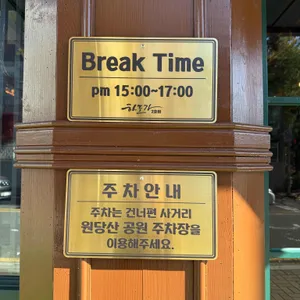 Break Time
pm 15:00~17:00
주차안내
주차는 건너편 사거리
원당산 공원 주차장을
이용해주세요.